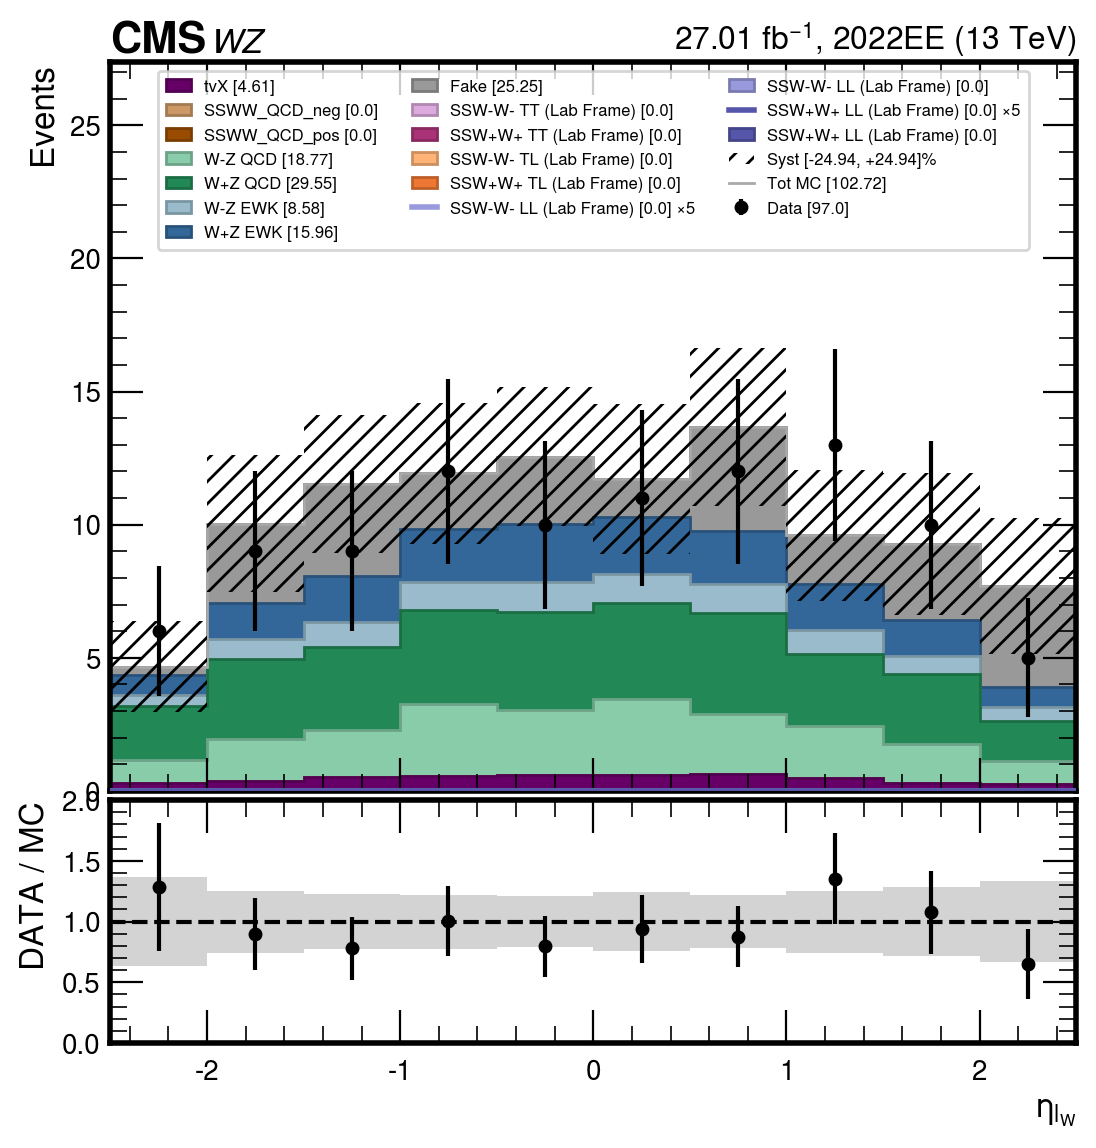 CMS WZ 27.01 fb⁻¹, 2022EE (13 TeV)
Events
tvX [4.61]
SSWW_QCD_neg [0.0]
SSWW_QCD_pos [0.0]
W-Z QCD [18.77]
W+Z QCD [29.55]
W-Z EWK [8.58]
W+Z EWK [15.96]
Fake [25.25]
SSW-W- TT (Lab Frame) [0.0]
SSW+W+ TT (Lab Frame) [0.0]
SSW-W- TL (Lab Frame) [0.0]
SSW+W+ TL (Lab Frame) [0.0]
SSW-W- LL (Lab Frame) [0.0] ×5
SSW-W- LL (Lab Frame) [0.0]
SSW+W+ LL (Lab Frame) [0.0] ×5
SSW+W+ LL (Lab Frame) [0.0]
Syst [-24.94, +24.94]%
Tot MC [102.72]
Data [97.0]
25
20
15
10
5
0
DATA / MC
2.0
1.5
1.0
0.5
0.0
-2 -1 0 1 2
η_{l_W}